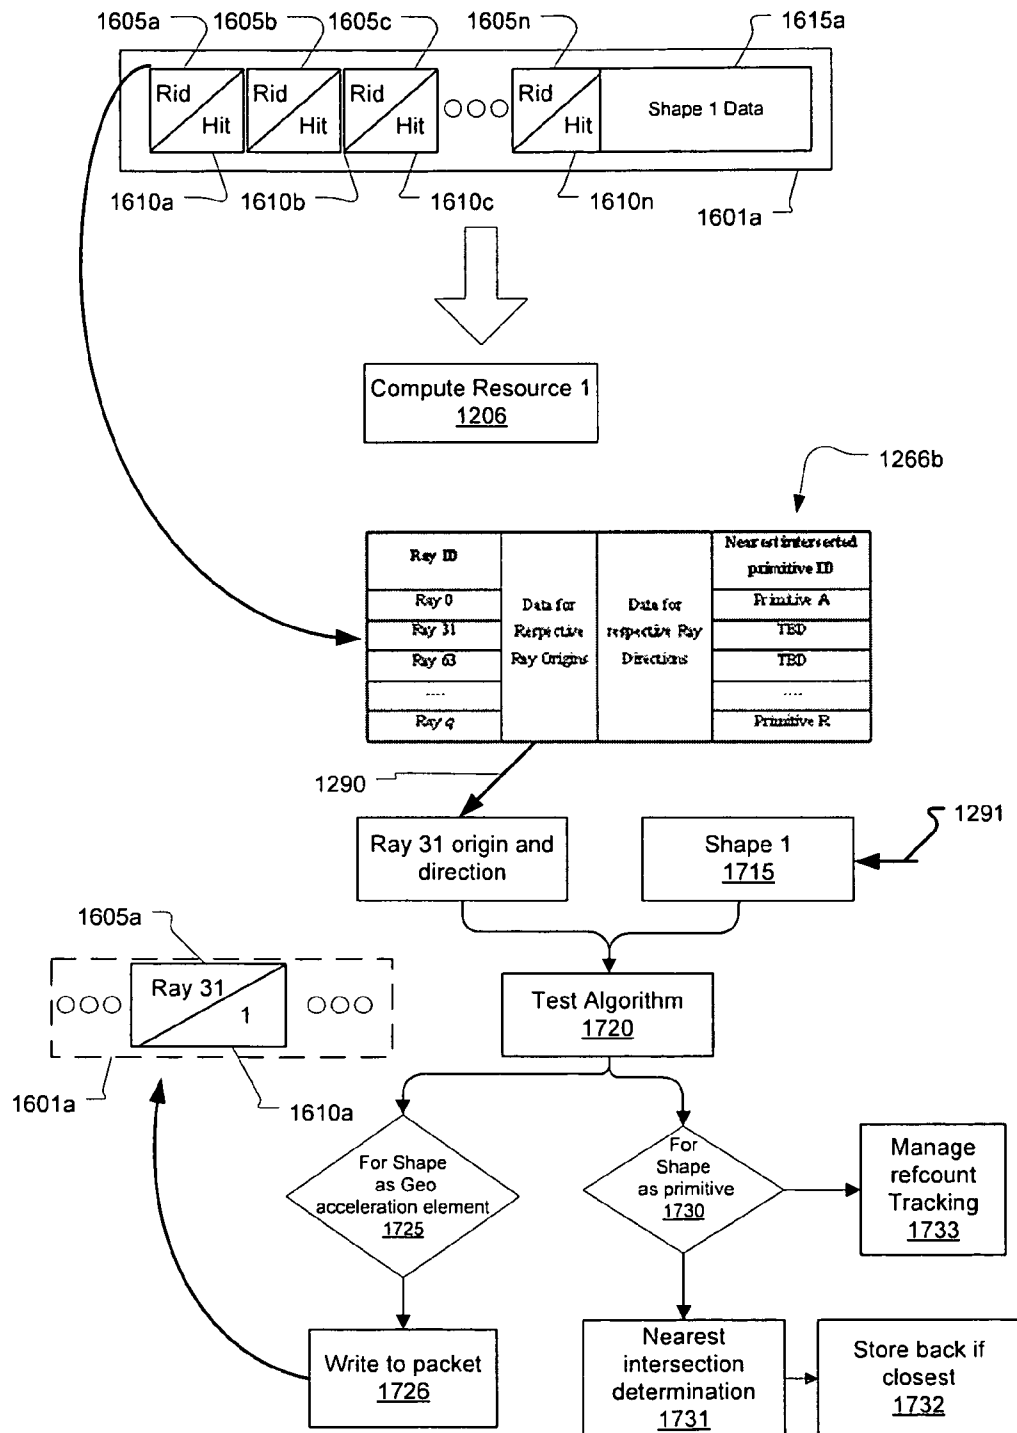 1605a 1605b 1605c 1605n 1615a
Rid Hit Rid Hit Rid Hit Rid Hit Shape 1 Data
1610a 1610b 1610c 1610n 1601a
Compute Resource 1
1206
1266b
Ray ID
Ray 0
Ray 31
Ray 63
....
Ray q
Data for
Respective
Ray Origins
Data for
respective Ray
Directions
Nearest intersected
primitive ID
Primitive A
TBD
TBD
....
Primitive R
1290
1291
Ray 31 origin and
direction
Shape 1
1715
1605a
Ray 31
1
1601a
1610a
Test Algorithm
1720
For Shape
as Geo
acceleration element
1725
For
Shape
as primitive
1730
Manage
refcount
Tracking
1733
Write to packet
1726
Nearest
intersection
determination
1731
Store back if
closest
1732